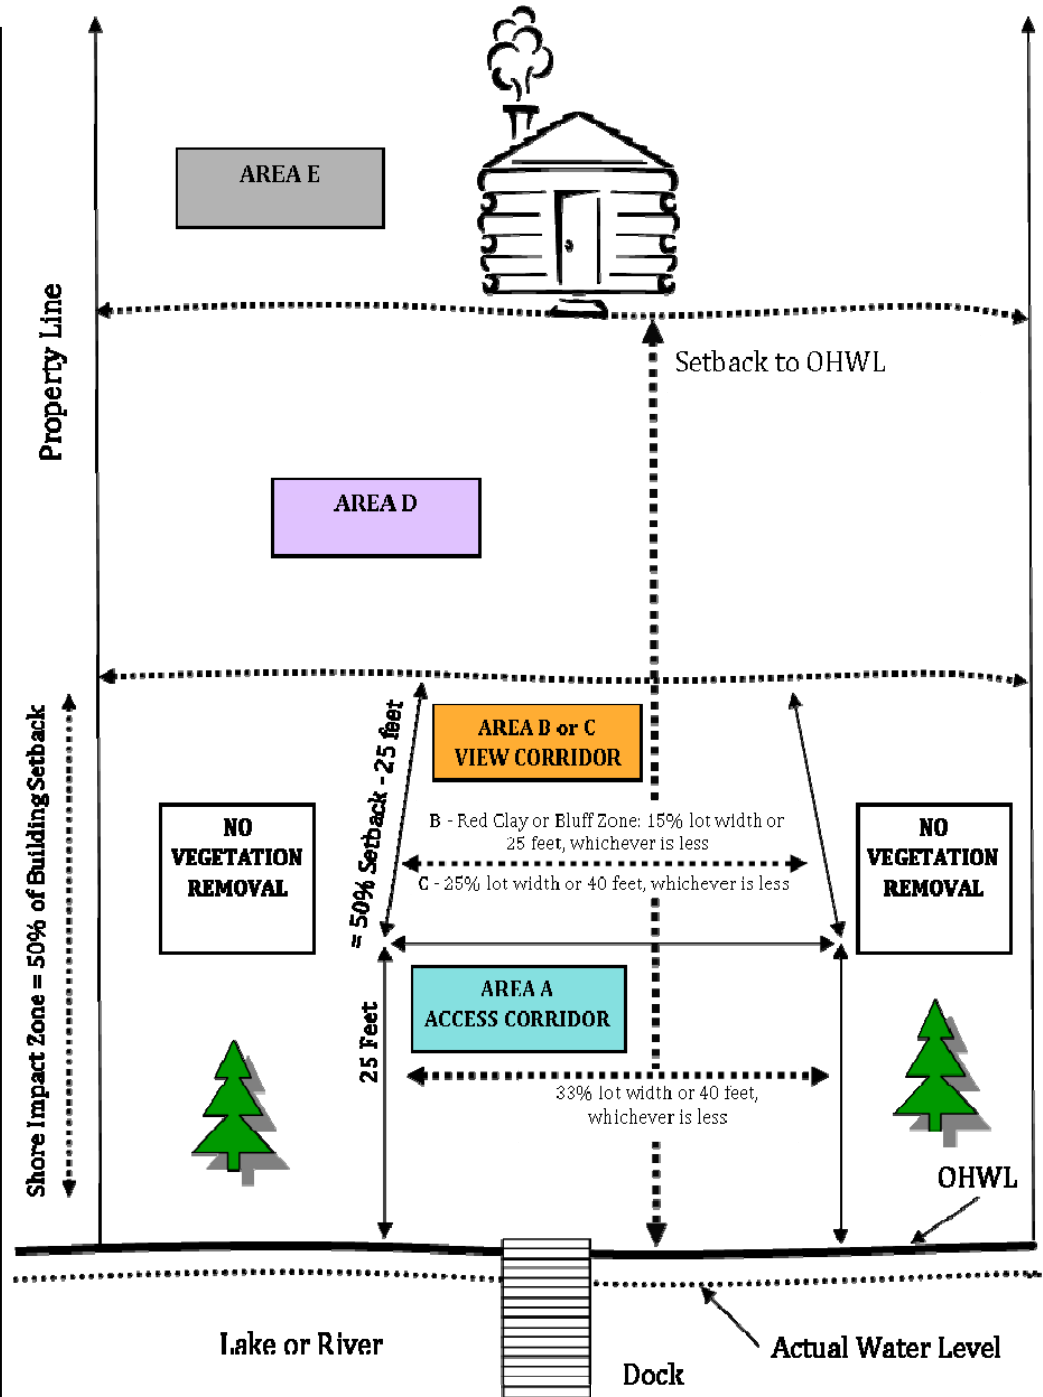 AREA E
Property Line
Setback to OHWL
AREA D
Shore Impact Zone = 50% of Building Setback
= 50% Setback - 25 feet
AREA B or C
VIEW CORRIDOR
NO
VEGETATION
REMOVAL
B - Red Clay or Bluff Zone: 15% lot width or
25 feet, whichever is less
C - 25% lot width or 40 feet, whichever is less
NO
VEGETATION
REMOVAL
25 Feet
AREA A
ACCESS CORRIDOR
33% lot width or 40 feet,
whichever is less
OHWL
Lake or River
Dock
Actual Water Level